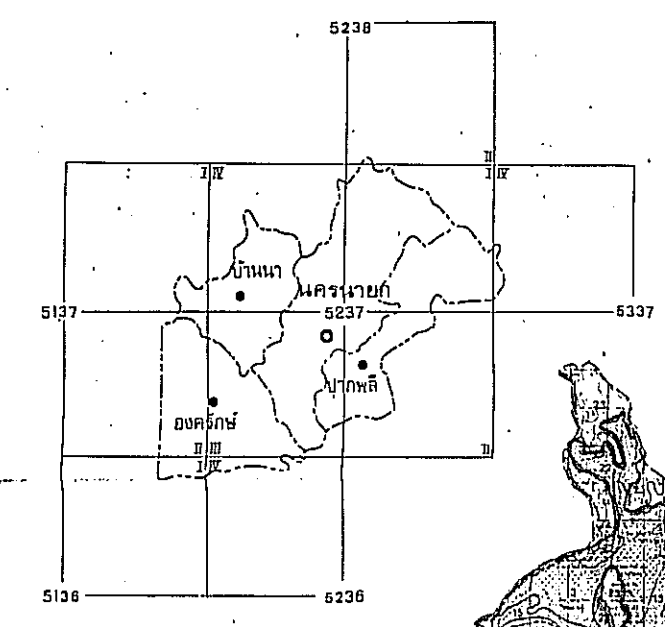 5238
II
I IV
I IV
บ้านนา
นครนายก
5137
5237
5337
ปากพลี
องครักษ์
II III
I IV
II
5136
5236